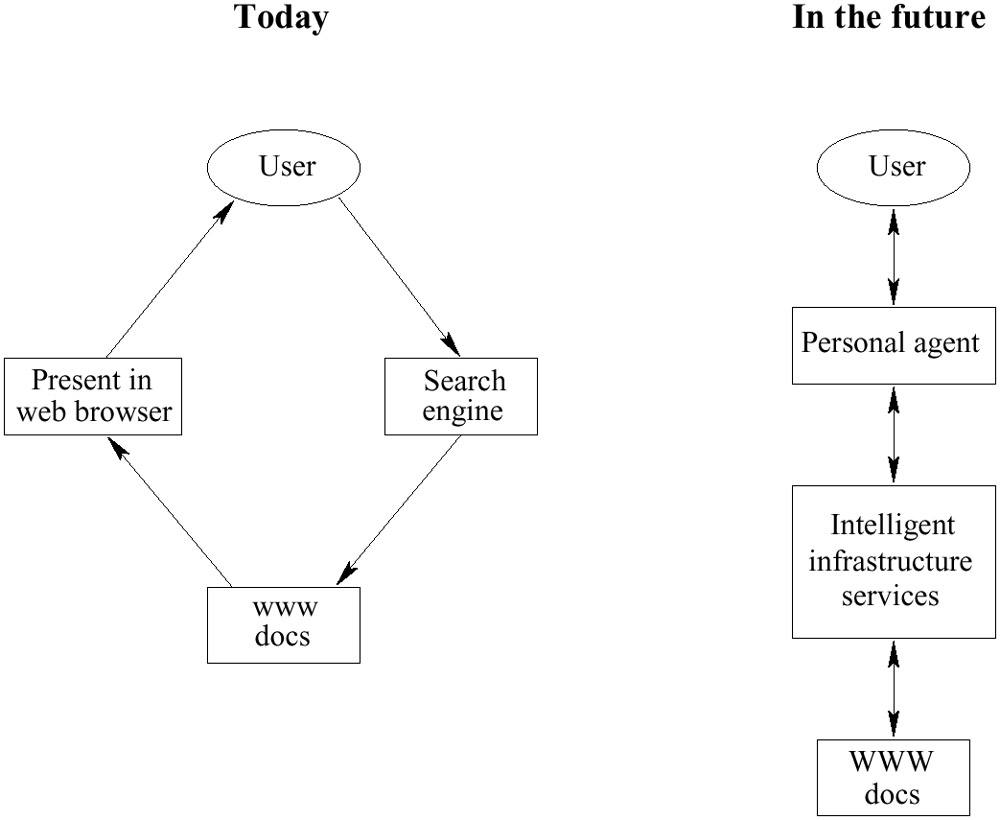 Today
User
Search
engine
www
docs
Present in
web browser
In the future
User
Personal agent
Intelligent
infrastructure
services
WWW
docs